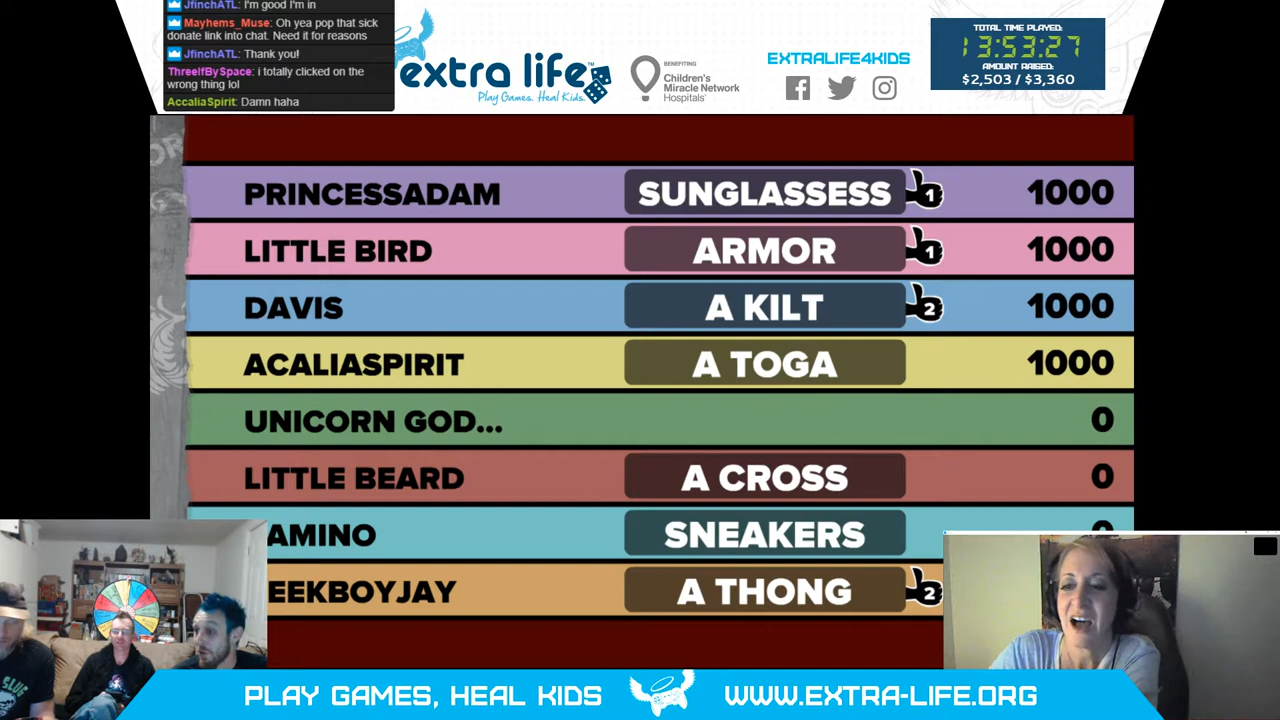 JfinchATL: I'm good I'm in
Mayhems_Muse: Oh yea pop that sick
donate link into chat. Need it for reasons
JfinchATL: Thank you!
ThreeIfBySpace: i totally clicked on the
wrong thing lol
AccaliaSpirit: Damn haha
extra life
Play Games. Heal Kids.
BENEFITING
Children's
Miracle Network
Hospitals
EXTRALIFE4KIDS
TOTAL TIME PLAYED:
13:53:27
AMOUNT RAISED:
$2,503 / $3,360
PRINCESSADAM SUNGLASSESS 1 1000
LITTLE BIRD ARMOR 1 1000
DAVIS A KILT 2 1000
ACALIASPIRIT A TOGA 1000
UNICORN GOD... 0
LITTLE BEARD A CROSS 0
AMINO SNEAKERS 0
EEKBOYJAY A THONG 2
SLUG
PLAY GAMES, HEAL KIDS WWW.EXTRA-LIFE.ORG